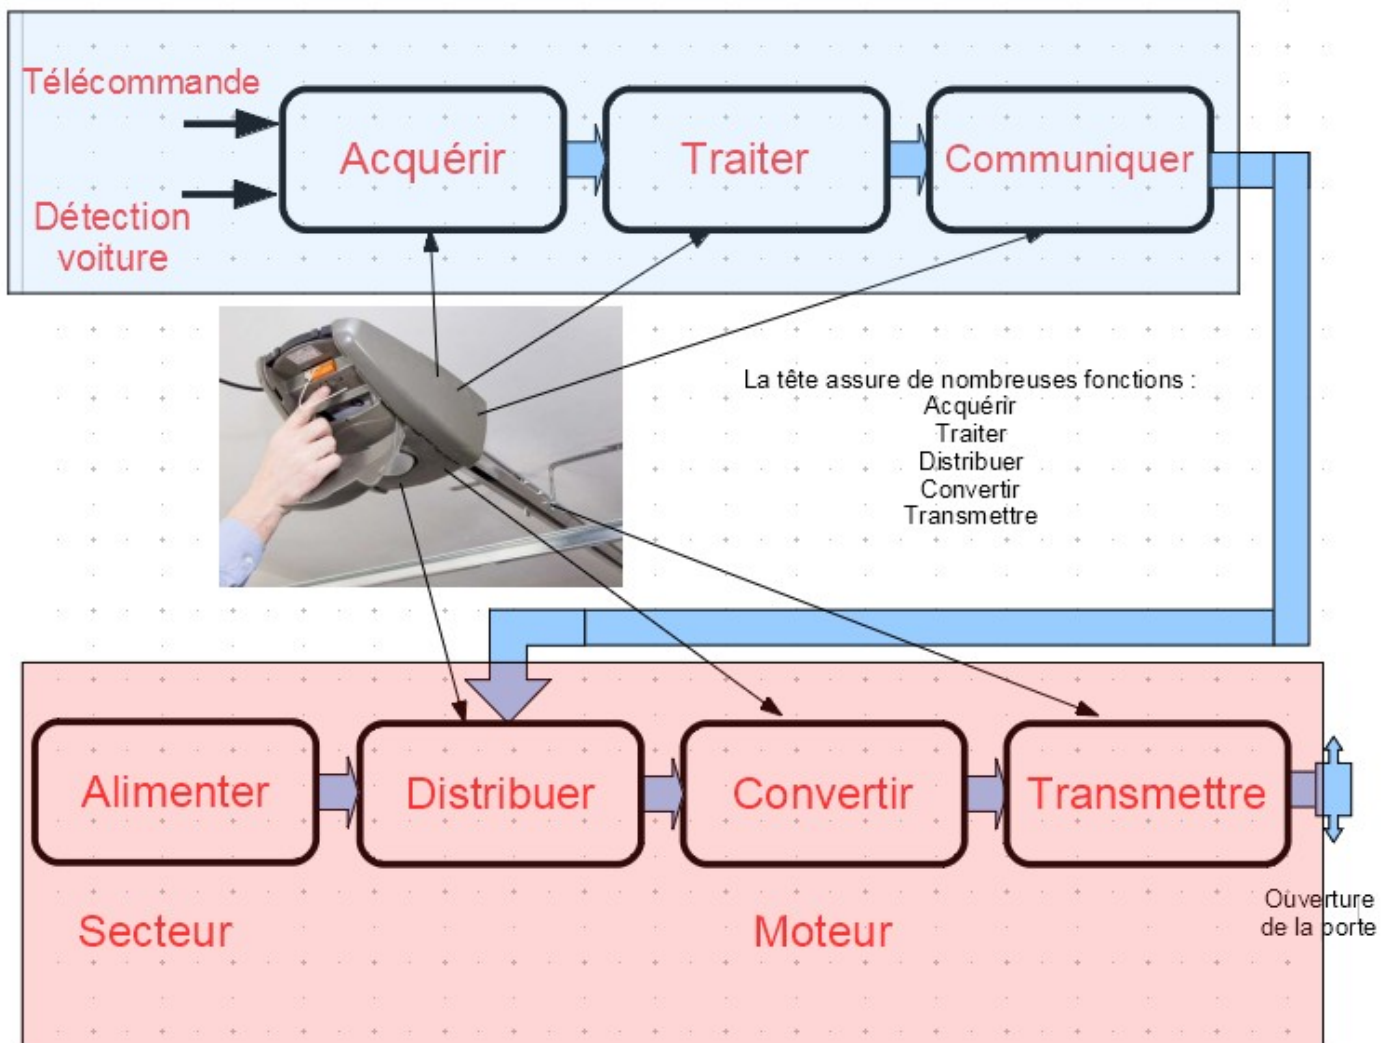 Télécommande
Acquérir
Traiter
Communiquer
Détection
voiture
La tête assure de nombreuses fonctions :
Acquérir
Traiter
Distribuer
Convertir
Transmettre
Alimenter
Distribuer
Convertir
Transmettre
Ouverture
de la porte
Secteur
Moteur